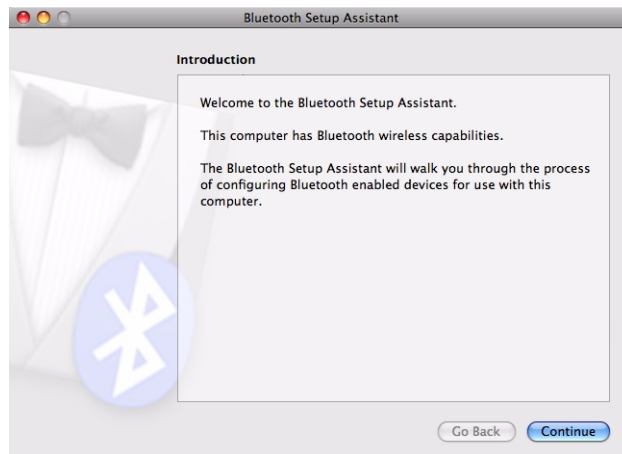 Bluetooth Setup Assistant
Introduction
Welcome to the Bluetooth Setup Assistant.
This computer has Bluetooth wireless capabilities.
The Bluetooth Setup Assistant will walk you through the process
of configuring Bluetooth enabled devices for use with this
computer.
Go Back
Continue